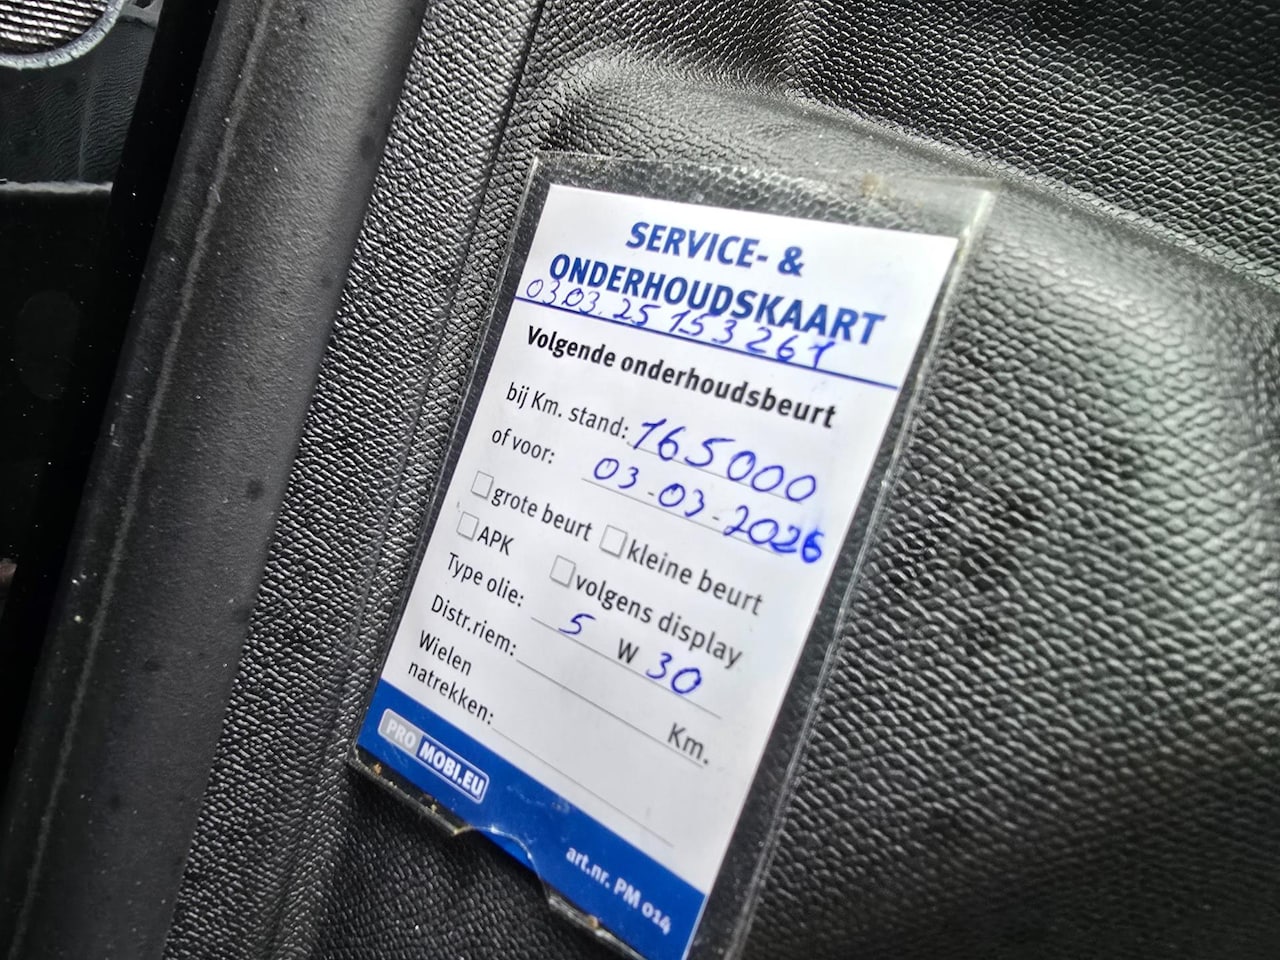 SERVICE- &
ONDERHOUDSKAART
03.03.25 153 261
Volgende onderhoudsbeurt
bij Km. stand: 165000
of voor: 03-03-2026
grote beurt kleine beurt
APK volgens display
Type olie: 5 W 30
Distr.riem: Km.
Wielen
natrekken:
PRO MOBI.EU
art.nr. PM 014